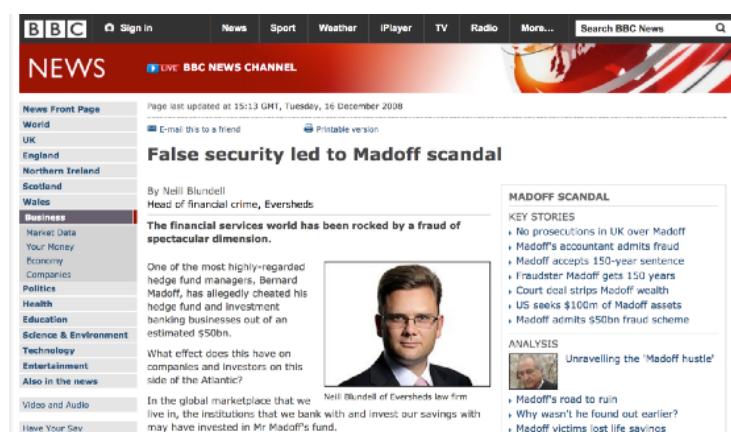 BBC Sign in News Sport Weather iPlayer TV Radio More... Search BBC News
NEWS
LIVE BBC NEWS CHANNEL
News Front Page
World
UK
England
Northern Ireland
Scotland
Wales
Business
Market Data
Your Money
Economy
Companies
Politics
Health
Education
Science & Environment
Technology
Entertainment
Also in the news
Video and Audio
Have Your Say
Page last updated at 15:13 GMT, Tuesday, 16 December 2008
E-mail this to a friend Printable version
False security led to Madoff scandal
By Neill Blundell
Head of financial crime, Eversheds
The financial services world has been rocked by a fraud of
spectacular dimension.
One of the most highly-regarded
hedge fund managers, Bernard
Madoff, has allegedly cheated his
hedge fund and investment
banking businesses out of an
estimated $50bn.
What effect does this have on
companies and investors on this
side of the Atlantic?
Neill Blundell of Eversheds law firm
In the global marketplace that we
live in, the institutions that we bank with and invest our savings with
may have invested in Mr Madoff's fund.
MADOFF SCANDAL
KEY STORIES
No prosecutions in UK over Madoff
Madoff's accountant admits fraud
Madoff accepts 150-year sentence
Fraudster Madoff gets 150 years
Court deal strips Madoff wealth
US seeks $100m of Madoff assets
Madoff admits $50bn fraud scheme
ANALYSIS
Unravelling the 'Madoff hustle'
Madoff's road to ruin
Why wasn't he found out earlier?
Madoff victims lost life savings